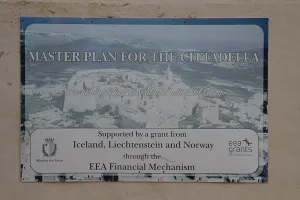 MASTER PLAN FOR THE CITTADELLA
Supported by a grant from
Iceland, Liechtenstein and Norway
through the
EEA Financial Mechanism
eea
grants